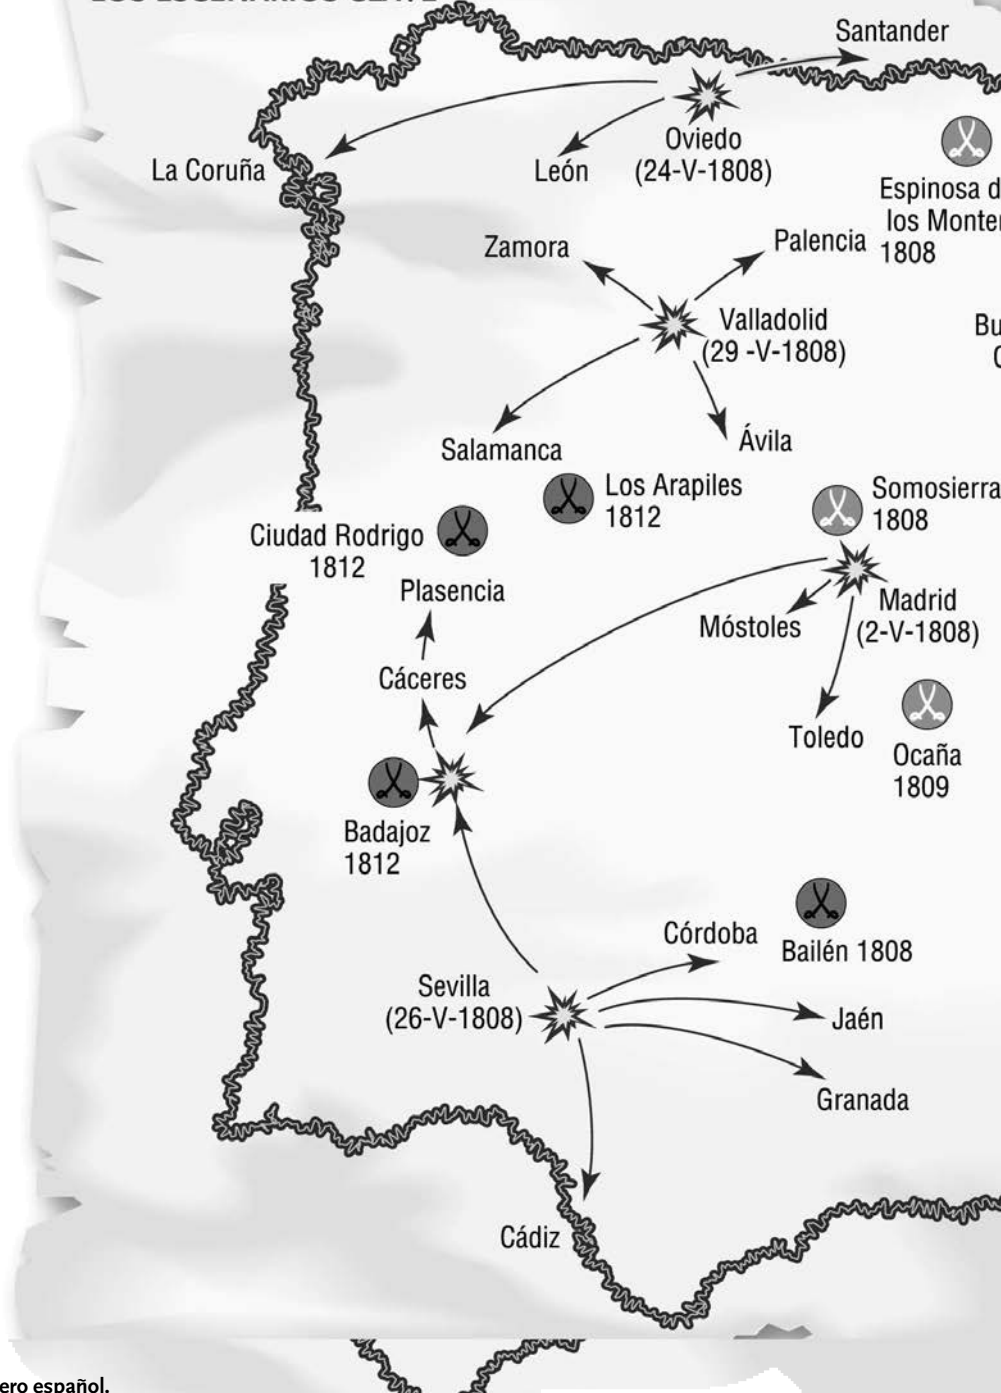 Santander
Oviedo
(24-V-1808)
La Coruña
León
Espinosa d
los Monter
1808
Zamora
Palencia
Valladolid
(29 -V-1808)
Bu
Salamanca
Ávila
Los Arapiles
1812
Somosierra
1808
Ciudad Rodrigo
1812
Plasencia
Madrid
(2-V-1808)
Móstoles
Cáceres
Toledo
Ocaña
1809
Badajoz
1812
Córdoba
Bailén 1808
Sevilla
(26-V-1808)
Jaén
Granada
Cádiz
ero español.